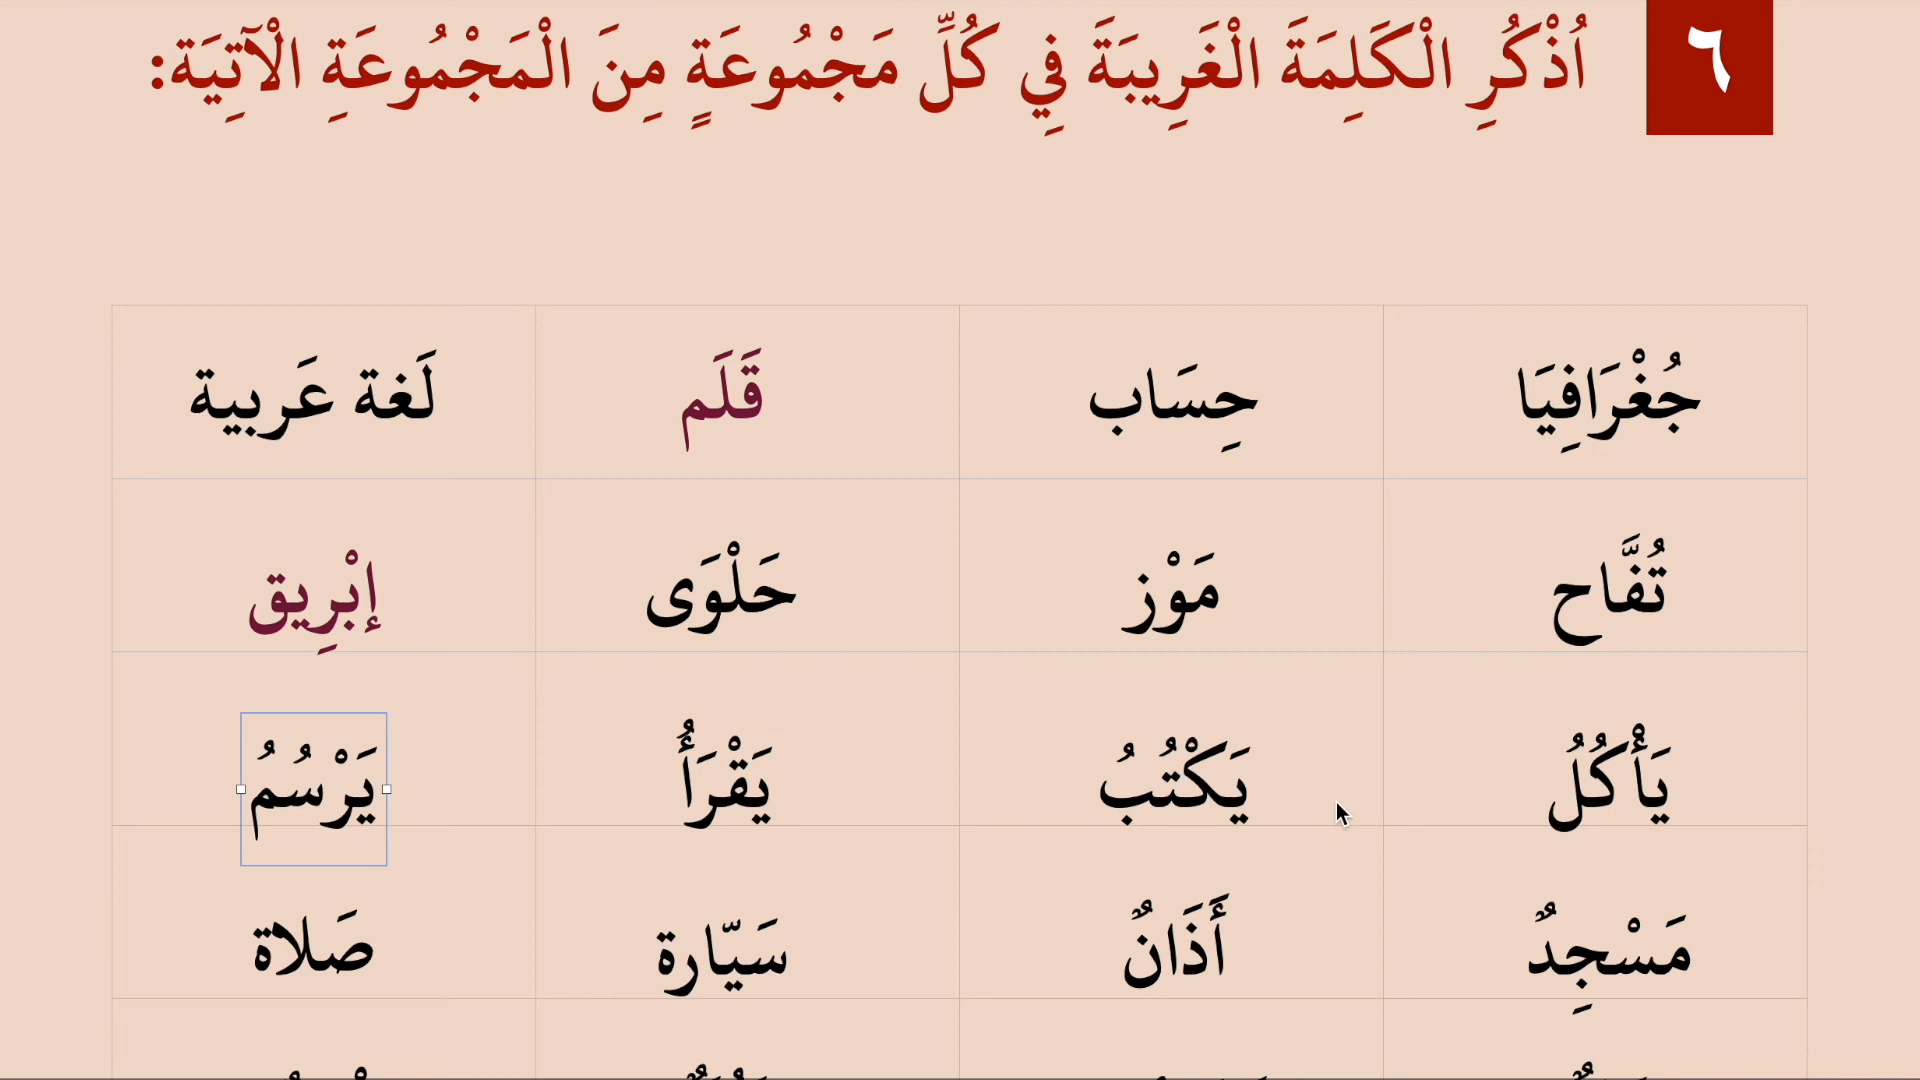 ٦ اُذْكُرِ الْكَلِمَةَ الْغَرِيبَةَ فِي كُلِّ مَجْمُوعَةٍ مِنَ الْمَجْمُوعَةِ الْآتِيَة:
جُغْرَافِيَا حِسَاب قَلَم لَغة عَربية
تُفَّاح مَوْز حَلْوَى إبْرِيق
يَأْكُلُ يَكْتُبُ يَقْرَأُ يَرْسُمُ
مَسْجِدٌ أَذَانٌ سَيّارة صَلاة